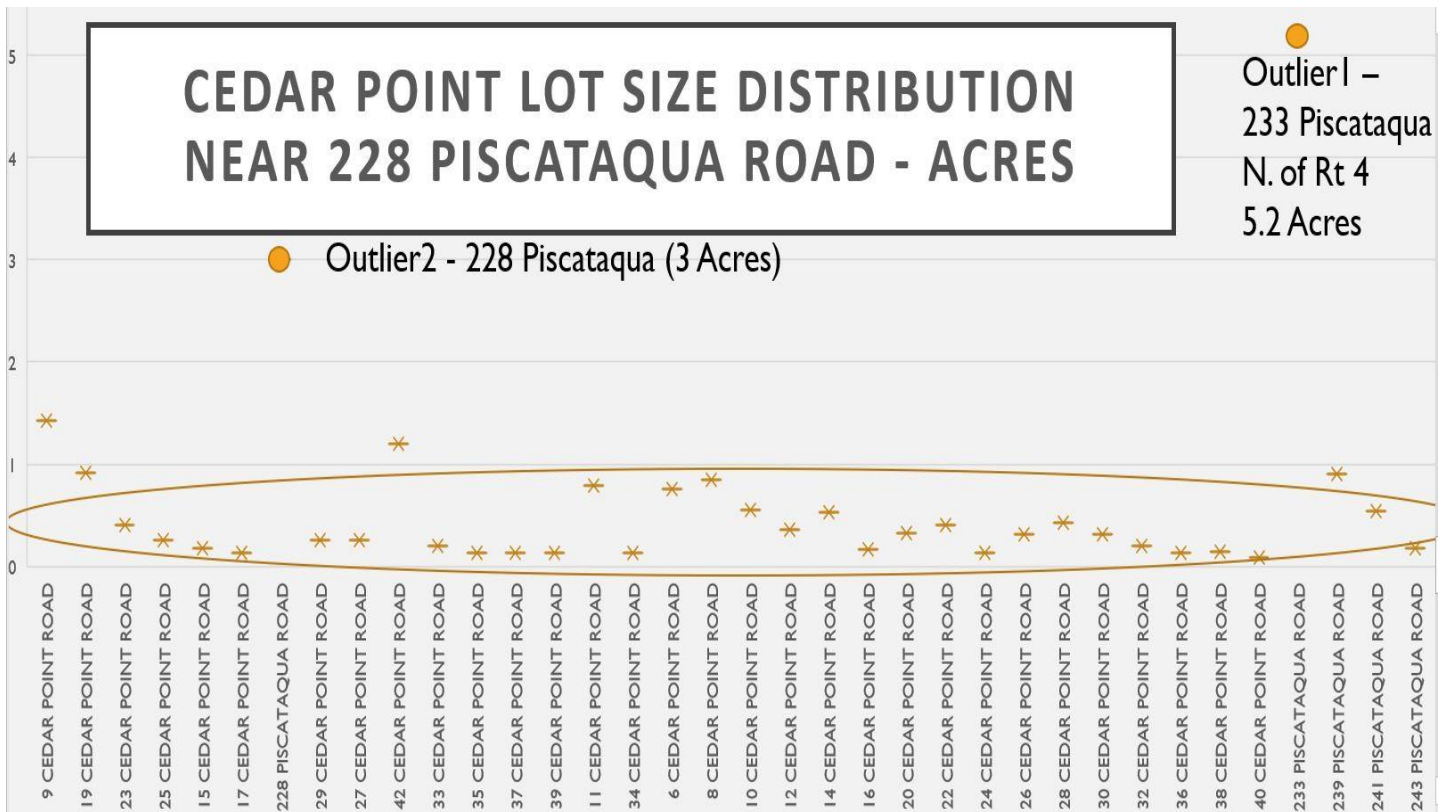 CEDAR POINT LOT SIZE DISTRIBUTION
NEAR 228 PISCATAQUA ROAD - ACRES
Outlier1 –
233 Piscataqua
N. of Rt 4
5.2 Acres
Outlier2 - 228 Piscataqua (3 Acres)
5
4
3
2
1
0
9 CEDAR POINT ROAD
19 CEDAR POINT ROAD
23 CEDAR POINT ROAD
25 CEDAR POINT ROAD
15 CEDAR POINT ROAD
17 CEDAR POINT ROAD
228 PISCATAQUA ROAD
29 CEDAR POINT ROAD
27 CEDAR POINT ROAD
42 CEDAR POINT ROAD
33 CEDAR POINT ROAD
35 CEDAR POINT ROAD
37 CEDAR POINT ROAD
39 CEDAR POINT ROAD
11 CEDAR POINT ROAD
34 CEDAR POINT ROAD
6 CEDAR POINT ROAD
8 CEDAR POINT ROAD
10 CEDAR POINT ROAD
12 CEDAR POINT ROAD
14 CEDAR POINT ROAD
16 CEDAR POINT ROAD
20 CEDAR POINT ROAD
22 CEDAR POINT ROAD
24 CEDAR POINT ROAD
26 CEDAR POINT ROAD
28 CEDAR POINT ROAD
30 CEDAR POINT ROAD
32 CEDAR POINT ROAD
36 CEDAR POINT ROAD
38 CEDAR POINT ROAD
40 CEDAR POINT ROAD
233 PISCATAQUA ROAD
239 PISCATAQUA ROAD
241 PISCATAQUA ROAD
243 PISCATAQUA ROAD